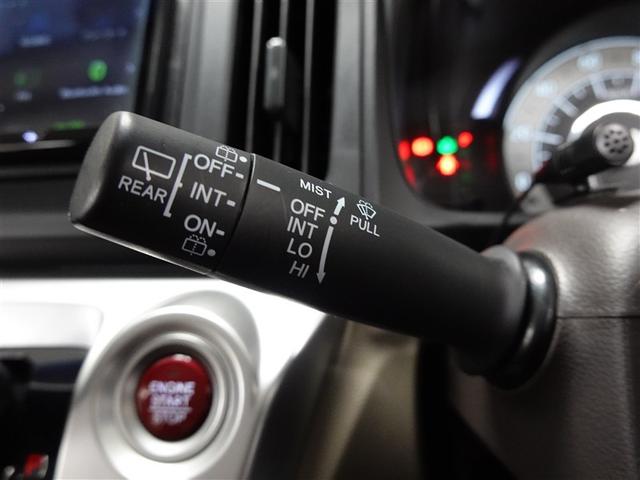 REAR
OFF
INT
ON
MIST
OFF
INT
LO
HI
PULL
ENGINE
START
STOP